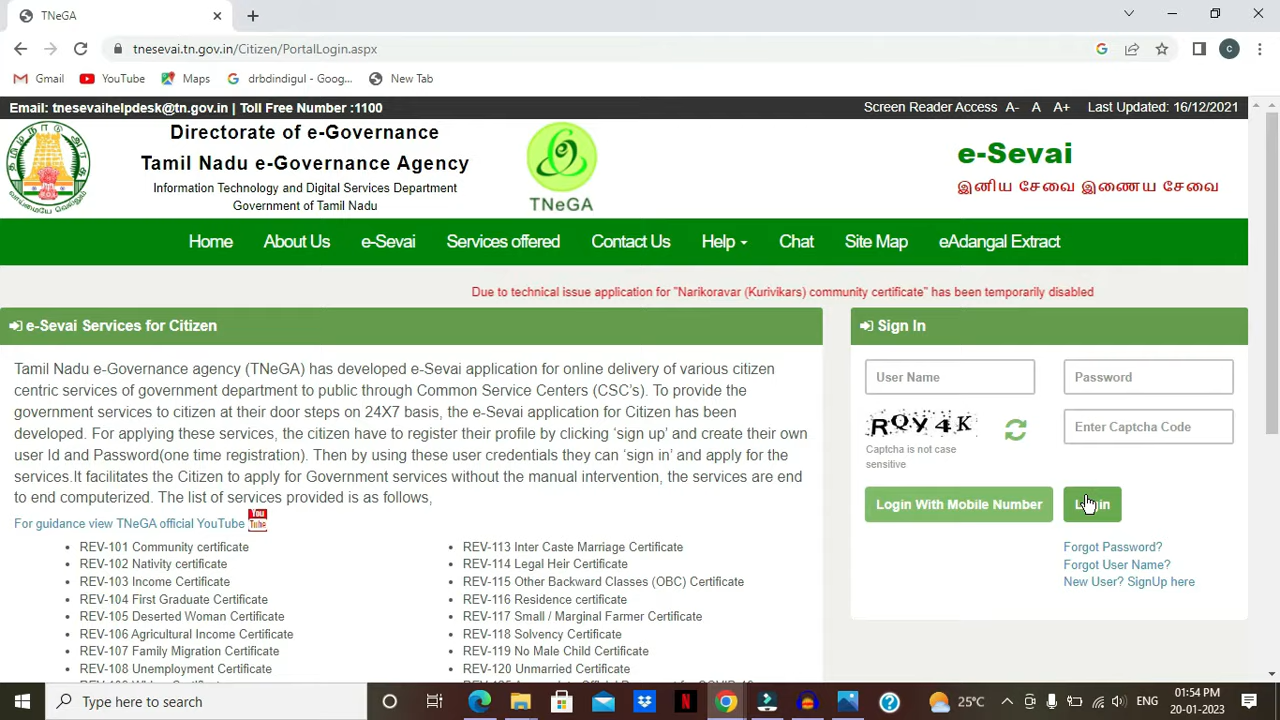 TNeGA
tnesevai.tn.gov.in/Citizen/PortalLogin.aspx
Gmail YouTube Maps drbdindigul - Goog... New Tab
Email: tnesevaihelpdesk@tn.gov.in | Toll Free Number :1100
Screen Reader Access A- A A+ Last Updated: 16/12/2021
Directorate of e-Governance
Tamil Nadu e-Governance Agency
Information Technology and Digital Services Department
Government of Tamil Nadu
TNeGA
e-Sevai
இனிய சேவை இணைய சேவை
Home About Us e-Sevai Services offered Contact Us Help Chat Site Map eAdangal Extract
Due to technical issue application for "Narikoravar (Kurivikars) community certificate" has been temporarily disabled
e-Sevai Services for Citizen
Tamil Nadu e-Governance agency (TNeGA) has developed e-Sevai application for online delivery of various citizen
centric services of government department to public through Common Service Centers (CSC's). To provide the
government services to citizen at their door steps on 24X7 basis, the e-Sevai application for Citizen has been
developed. For applying these services, the citizen have to register their profile by clicking 'sign up' and create their own
user Id and Password(one time registration). Then by using these user credentials they can 'sign in' and apply for the
services.It facilitates the Citizen to apply for Government services without the manual intervention, the services are end
to end computerized. The list of services provided is as follows,
For guidance view TNeGA official YouTube You Tube
REV-101 Community certificate
REV-102 Nativity certificate
REV-103 Income Certificate
REV-104 First Graduate Certificate
REV-105 Deserted Woman Certificate
REV-106 Agricultural Income Certificate
REV-107 Family Migration Certificate
REV-108 Unemployment Certificate
REV-113 Inter Caste Marriage Certificate
REV-114 Legal Heir Certificate
REV-115 Other Backward Classes (OBC) Certificate
REV-116 Residence certificate
REV-117 Small / Marginal Farmer Certificate
REV-118 Solvency Certificate
REV-119 No Male Child Certificate
REV-120 Unmarried Certificate
Sign In
User Name
Password
RQY4K
Enter Captcha Code
Captcha is not case
sensitive
Login With Mobile Number
Login
Forgot Password?
Forgot User Name?
New User? SignUp here
Type here to search
25°C
ENG
01:54 PM
20-01-2023